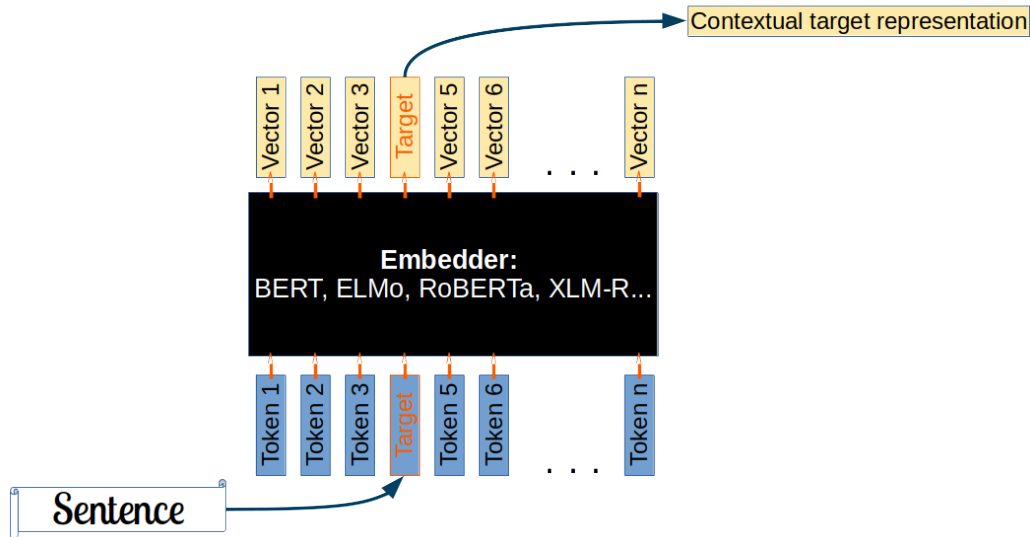 Contextual target representation
Vector 1
Vector 2
Vector 3
Target
Vector 5
Vector 6
. . .
Vector n
Embedder:
BERT, ELMo, RoBERTa, XLM-R...
Token 1
Token 2
Token 3
Target
Token 5
Token 6
. . .
Token n
Sentence